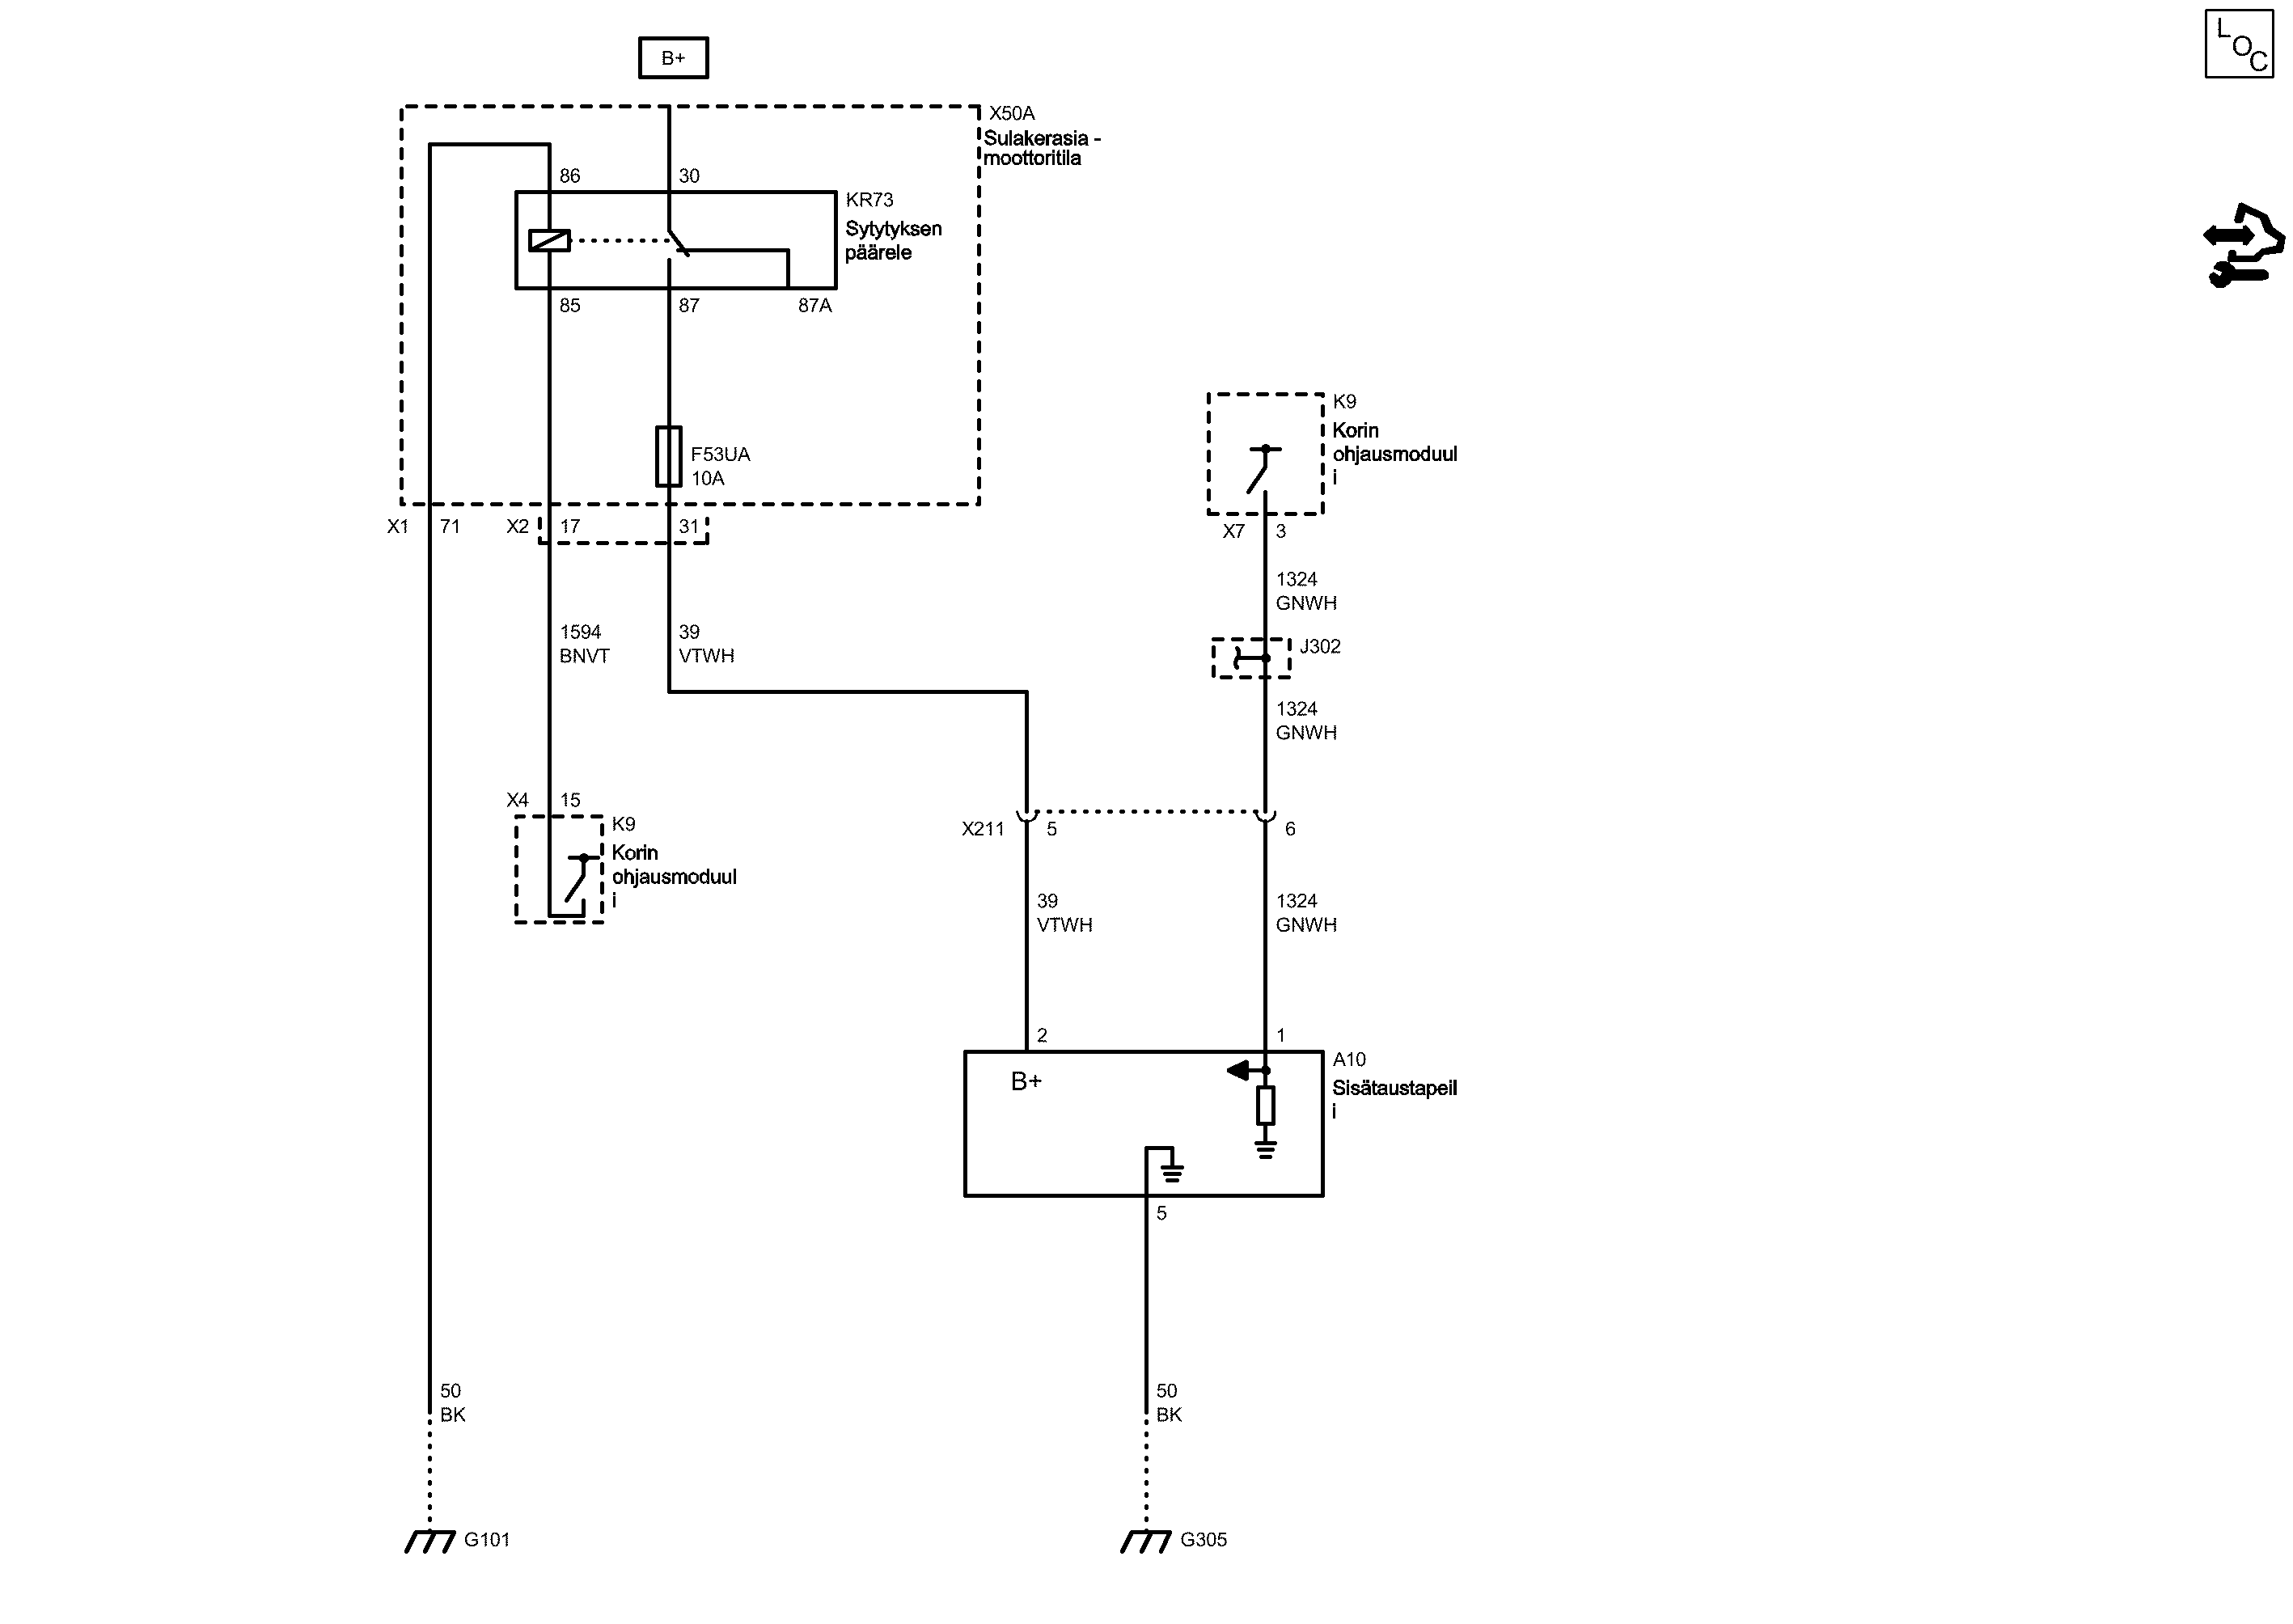 B+
L
O
C
X50A
Sulakerasia -
moottoritila
86
30
KR73
Sytytyksen
päärele
85
87
87A
F53UA
10A
K9
Korin
ohjausmoduul
i
X1
71
X2
17
31
X7
3
1324
GNWH
1594
BNVT
39
VTWH
J302
1324
GNWH
X4
15
K9
Korin
ohjausmoduul
i
X211
5
6
39
VTWH
1324
GNWH
2
1
A10
Sisätaustapeil
i
B+
5
50
BK
50
BK
G101
G305